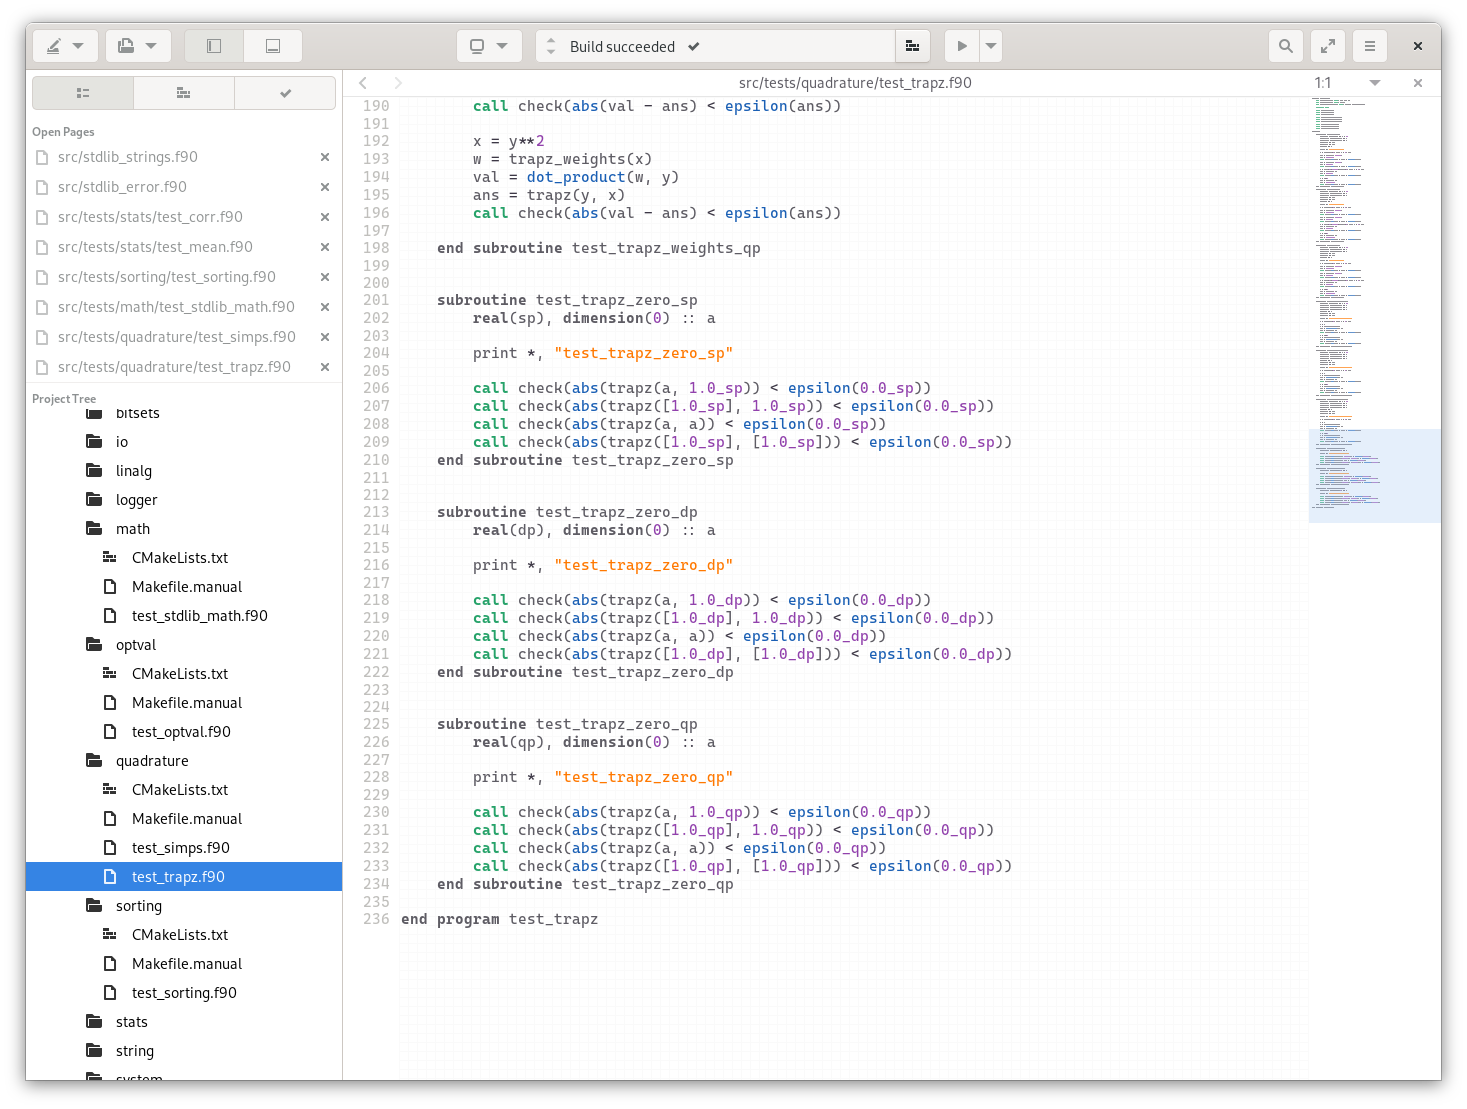 Build succeeded
src/tests/quadrature/test_trapz.f90
1:1
Open Pages
src/stdlib_strings.f90
src/stdlib_error.f90
src/tests/stats/test_corr.f90
src/tests/stats/test_mean.f90
src/tests/sorting/test_sorting.f90
src/tests/math/test_stdlib_math.f90
src/tests/quadrature/test_simps.f90
src/tests/quadrature/test_trapz.f90
Project Tree
bitsets
io
linalg
logger
math
CMakeLists.txt
Makefile.manual
test_stdlib_math.f90
optval
CMakeLists.txt
Makefile.manual
test_optval.f90
quadrature
CMakeLists.txt
Makefile.manual
test_simps.f90
test_trapz.f90
sorting
CMakeLists.txt
Makefile.manual
test_sorting.f90
stats
string
system
190         call check(abs(val - ans) < epsilon(ans))
191
192         x = y**2
193         w = trapz_weights(x)
194         val = dot_product(w, y)
195         ans = trapz(y, x)
196         call check(abs(val - ans) < epsilon(ans))
197
198     end subroutine test_trapz_weights_qp
199
200
201     subroutine test_trapz_zero_sp
202         real(sp), dimension(0) :: a
203
204         print *, "test_trapz_zero_sp"
205
206         call check(abs(trapz(a, 1.0_sp)) < epsilon(0.0_sp))
207         call check(abs(trapz([1.0_sp], 1.0_sp)) < epsilon(0.0_sp))
208         call check(abs(trapz(a, a)) < epsilon(0.0_sp))
209         call check(abs(trapz([1.0_sp], [1.0_sp])) < epsilon(0.0_sp))
210     end subroutine test_trapz_zero_sp
211
212
213     subroutine test_trapz_zero_dp
214         real(dp), dimension(0) :: a
215
216         print *, "test_trapz_zero_dp"
217
218         call check(abs(trapz(a, 1.0_dp)) < epsilon(0.0_dp))
219         call check(abs(trapz([1.0_dp], 1.0_dp)) < epsilon(0.0_dp))
220         call check(abs(trapz(a, a)) < epsilon(0.0_dp))
221         call check(abs(trapz([1.0_dp], [1.0_dp])) < epsilon(0.0_dp))
222     end subroutine test_trapz_zero_dp
223
224
225     subroutine test_trapz_zero_qp
226         real(qp), dimension(0) :: a
227
228         print *, "test_trapz_zero_qp"
229
230         call check(abs(trapz(a, 1.0_qp)) < epsilon(0.0_qp))
231         call check(abs(trapz([1.0_qp], 1.0_qp)) < epsilon(0.0_qp))
232         call check(abs(trapz(a, a)) < epsilon(0.0_qp))
233         call check(abs(trapz([1.0_qp], [1.0_qp])) < epsilon(0.0_qp))
234     end subroutine test_trapz_zero_qp
235
236 end program test_trapz